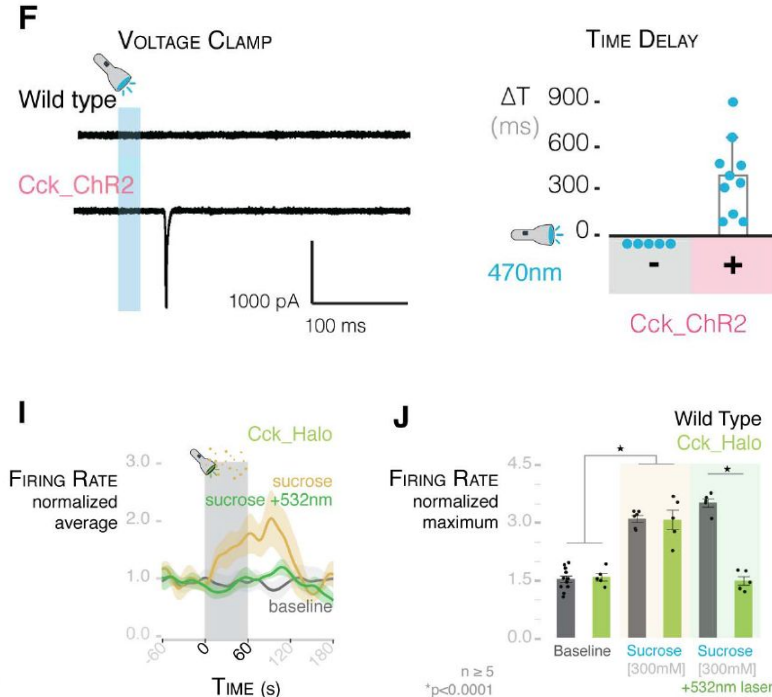 F
VOLTAGE CLAMP
Wild type
Cck_ChR2
1000 pA
100 ms
TIME DELAY
ΔT
(ms)
900
600
300
0
470nm
- +
Cck_ChR2
I
Cck_Halo
FIRING RATE
normalized
average
3.0
2.0
1.0
0.0
sucrose
sucrose +532nm
baseline
-60 0 60 120 180
TIME (s)
J
Wild Type
Cck_Halo
FIRING RATE
normalized
maximum
4.5
3.0
1.5
0.0
★
★
Baseline
Sucrose
[300mM]
Sucrose
[300mM]
+532nm laser
n ≥ 5
*p<0.0001